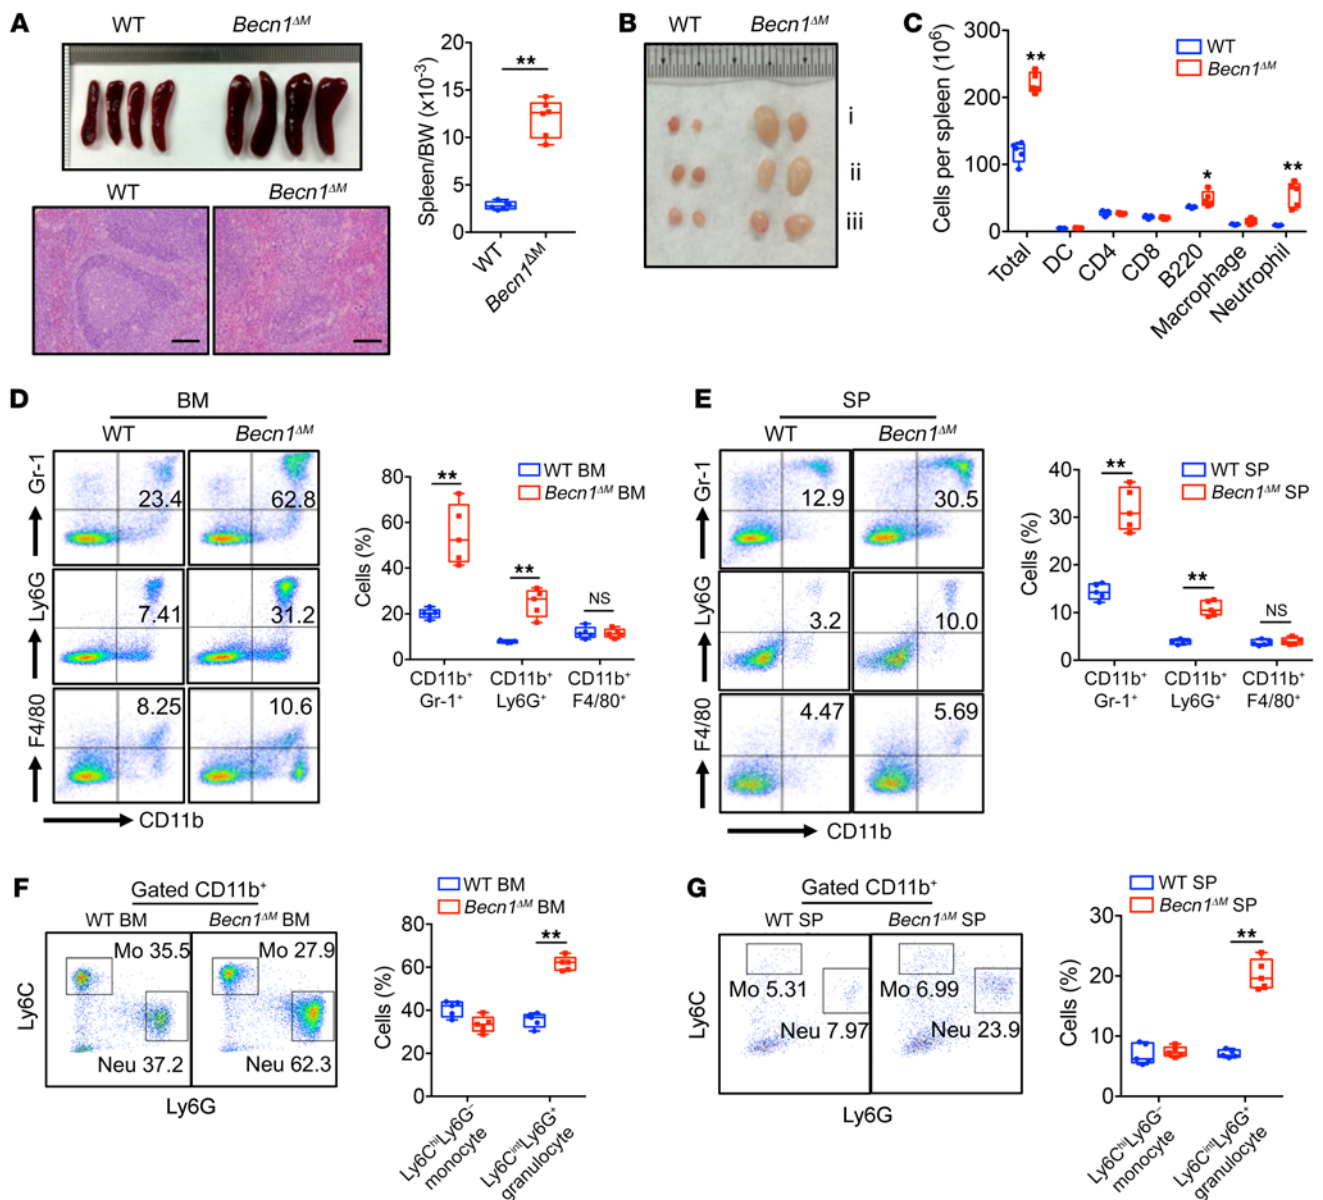 A
WT Becn1ΔM
WT Becn1ΔM
Spleen/BW (x10-3)
20
15
10
5
0
**
WT
Becn1ΔM
B
WT Becn1ΔM
i
ii
iii
C
Cells per spleen (10⁶)
300
200
100
0
WT
Becn1ΔM
**
*
**
Total
DC
CD4
CD8
B220
Macrophage
Neutrophil
D
BM
WT Becn1ΔM
Gr-1
23.4 62.8
Ly6G
7.41 31.2
F4/80
8.25 10.6
CD11b
Cells (%)
80
60
40
20
0
WT BM
Becn1ΔM BM
**
**
NS
CD11b⁺ CD11b⁺ CD11b⁺
Gr-1⁺ Ly6G⁺ F4/80⁺
E
SP
WT Becn1ΔM
Gr-1
12.9 30.5
Ly6G
3.2 10.0
F4/80
4.47 5.69
CD11b
Cells (%)
40
30
20
10
0
WT SP
Becn1ΔM SP
**
**
NS
CD11b⁺ CD11b⁺ CD11b⁺
Gr-1⁺ Ly6G⁺ F4/80⁺
F
Gated CD11b⁺
WT BM Becn1ΔM BM
Mo 35.5 Mo 27.9
Neu 37.2 Neu 62.3
Ly6C
Ly6G
WT BM
Becn1ΔM BM
Cells (%)
80
60
40
20
0
**
Ly6ChiLy6G⁻
monocyte
Ly6CintLy6G⁺
granulocyte
G
Gated CD11b⁺
WT SP Becn1ΔM SP
Mo 5.31 Mo 6.99
Neu 7.97 Neu 23.9
Ly6C
Ly6G
WT SP
Becn1ΔM SP
Cells (%)
30
20
10
0
**
Ly6ChiLy6G⁻
monocyte
Ly6CintLy6G⁺
granulocyte